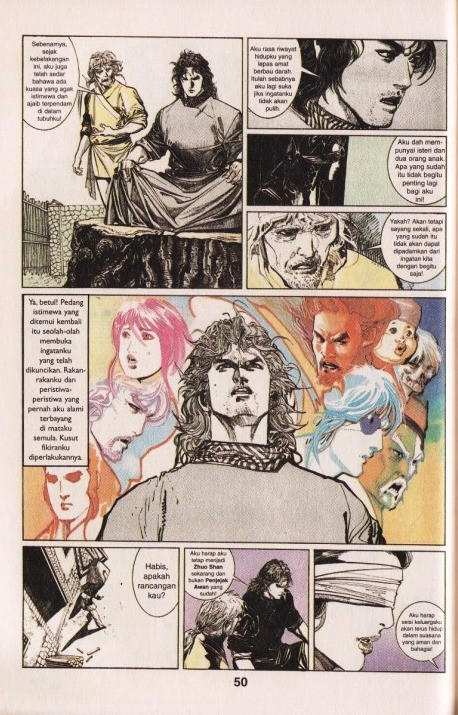 Sebenarnya,
sejak
kebelakangan
ini, aku juga
telah sedar
bahawa ada
kuasa yang agak
istimewa dan
ajaib terpendam
di dalam
tubuhku!
Aku rasa riwayat
hidupku yang
lepas amat
berbau darah.
Itulah sebabnya
aku lagi suka
jika ingatanku
tidak akan
pulih.
Aku dah mem-
punyai isteri dan
dua orang anak.
Apa yang sudah
itu tidak begitu
penting lagi
bagi aku
ini!
Yakah? Akan tetapi
sayang sekali, apa
yang sudah itu
tidak akan dapat
dipadamkan dari
ingatan kita
dengan begitu
saja!
Ya, betul! Pedang
istimewa yang
ditemui kembali
itu seolah-olah
membuka
ingatanku
yang telah
dikuncikan. Rakan-
rakanku dan
peristiwa-
peristiwa yang
pernah aku alami
terbayang
di mataku
semula. Kusut
fikiranku
diperlakukannya.
Habis,
apakah
rancangan
kau?
Aku harap aku
tetap menjadi
Zhuo Shan
sekarang dan
bukan Penjejak
Awan yang
sudah!
Aku harap
seisi keluargaku
akan terus hidup
dalam suasana
yang aman dan
bahagia!
50